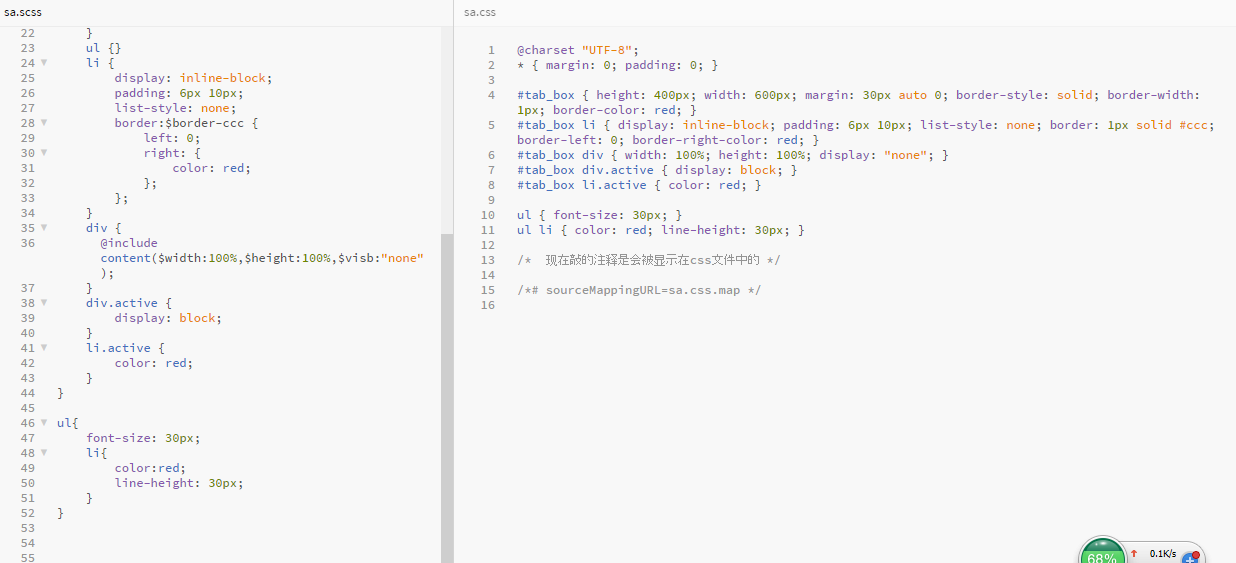 sa.scss
22 }
23 ul {}
24 li {
25 display: inline-block;
26 padding: 6px 10px;
27 list-style: none;
28 border:$border-ccc {
29 left: 0;
30 right: {
31 color: red;
32 };
33 };
34 }
35 div {
36 @include
content($width:100%,$height:100%,$visb:"none"
);
37 }
38 div.active {
39 display: block;
40 }
41 li.active {
42 color: red;
43 }
44 }
45
46 ul{
47 font-size: 30px;
48 li{
49 color:red;
50 line-height: 30px;
51 }
52 }
53
54
55
sa.css
1 @charset "UTF-8";
2 * { margin: 0; padding: 0; }
3
4 #tab_box { height: 400px; width: 600px; margin: 30px auto 0; border-style: solid; border-width:
1px; border-color: red; }
5 #tab_box li { display: inline-block; padding: 6px 10px; list-style: none; border: 1px solid #ccc;
border-left: 0; border-right-color: red; }
6 #tab_box div { width: 100%; height: 100%; display: "none"; }
7 #tab_box div.active { display: block; }
8 #tab_box li.active { color: red; }
9
10 ul { font-size: 30px; }
11 ul li { color: red; line-height: 30px; }
12
13 /* 现在敲的注释是会被显示在css文件中的 */
14
15 /*# sourceMappingURL=sa.css.map */
16
68%
0.1K/s